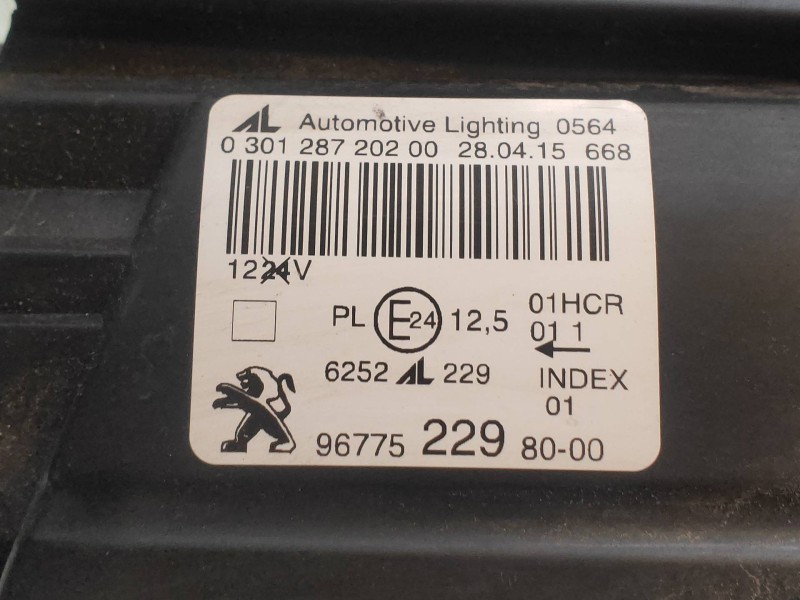 AL Automotive Lighting 0564
0 301 287 202 00 28.04.15 668
1224V
PL E24 12,5 01HCR
01 1
6252 AL 229 INDEX
01
96775 229 80-00